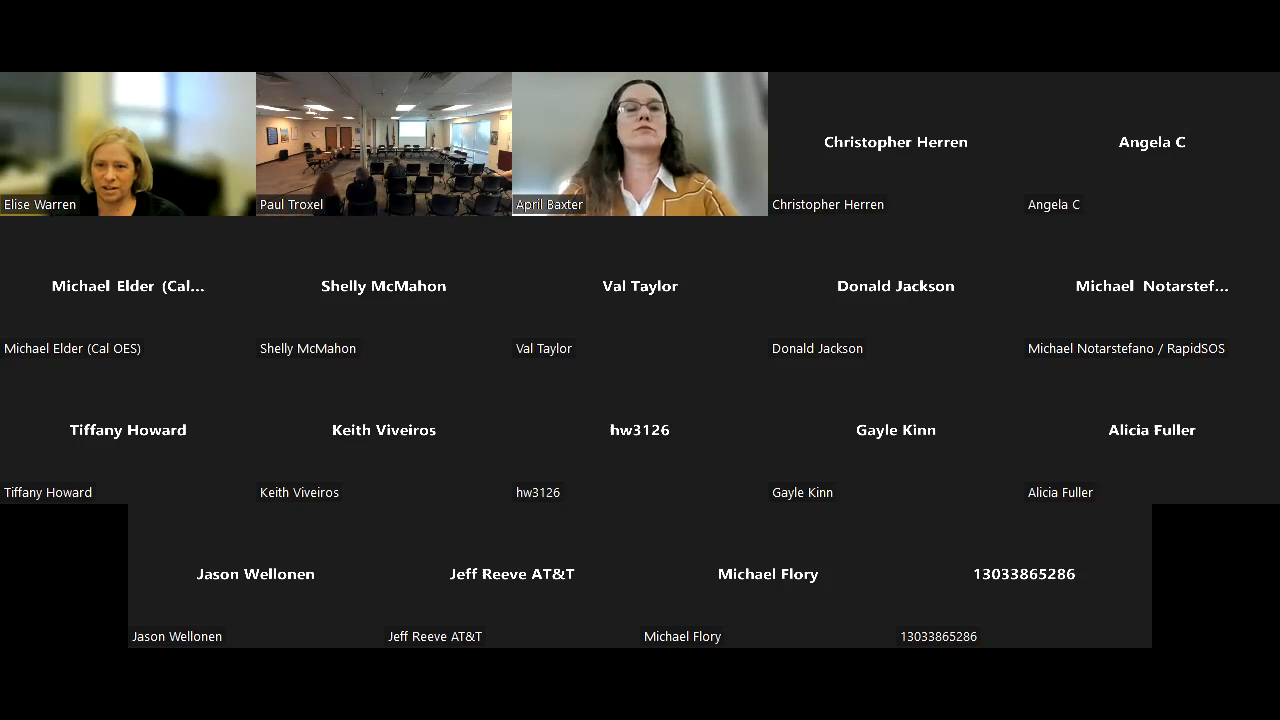 Elise Warren
Paul Troxel
April Baxter
Christopher Herren
Christopher Herren
Angela C
Angela C
Michael Elder (Cal...
Michael Elder (Cal OES)
Shelly McMahon
Shelly McMahon
Val Taylor
Val Taylor
Donald Jackson
Donald Jackson
Michael Notarstef...
Michael Notarstefano / RapidSOS
Tiffany Howard
Tiffany Howard
Keith Viveiros
Keith Viveiros
hw3126
hw3126
Gayle Kinn
Gayle Kinn
Alicia Fuller
Alicia Fuller
Jason Wellonen
Jason Wellonen
Jeff Reeve AT&T
Jeff Reeve AT&T
Michael Flory
Michael Flory
13033865286
13033865286